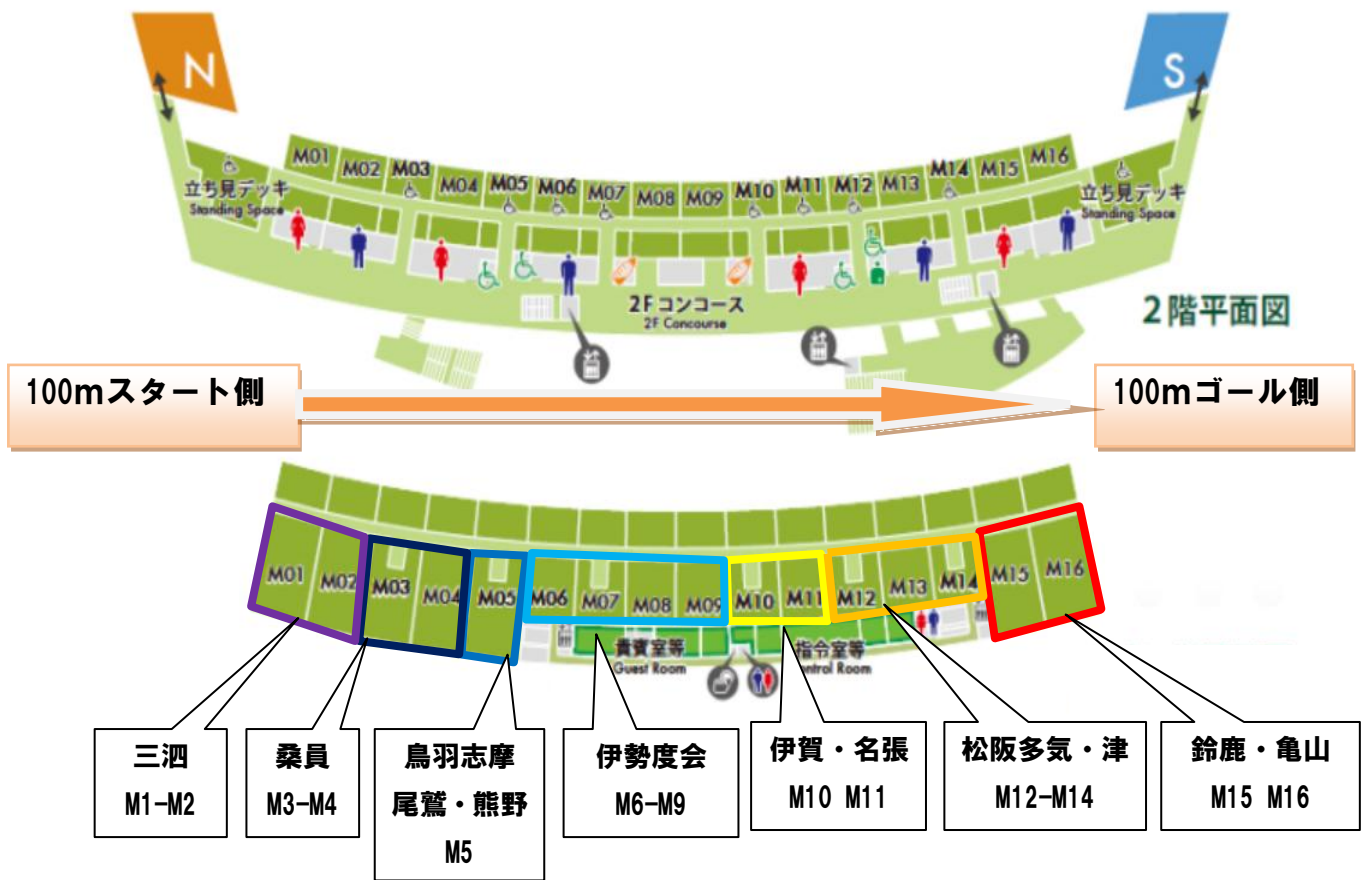 N
S
M01
M02
M03
M04
M05
M06
M07
M08
M09
M10
M11
M12
M13
M14
M15
M16
立ち見デッキ
Standing Space
立ち見デッキ
Standing Space
2Fコンコース
2F Concourse
2階平面図
100mスタート側
100mゴール側
M01
M02
M03
M04
M05
M06
M07
M08
M09
M10
M11
M12
M13
M14
M15
M16
貴賓室等
Guest Room
指令室等
ontrol Room
三泗
M1-M2
桑員
M3-M4
鳥羽志摩
尾鷲・熊野
M5
伊勢度会
M6-M9
伊賀・名張
M10 M11
松阪多気・津
M12-M14
鈴鹿・亀山
M15 M16